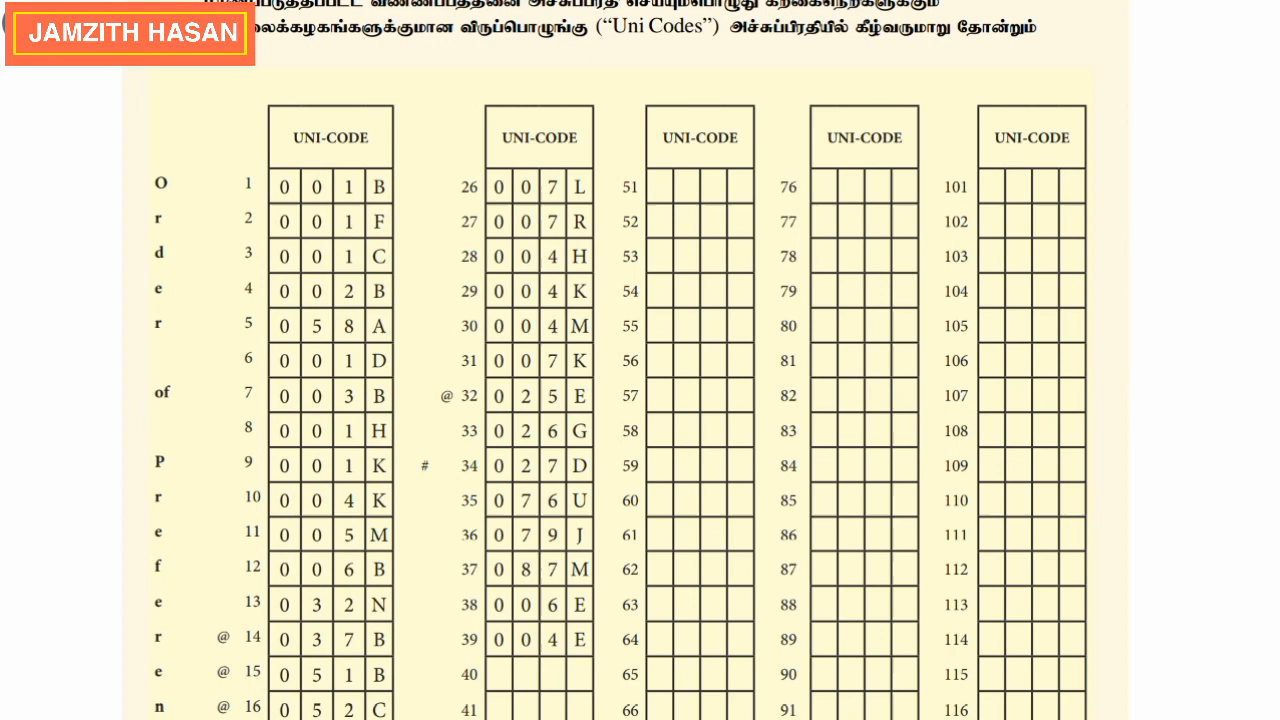 JAMZITH HASAN
விருப்பொழுங்கு (“Uni Codes”) அச்சுப்பிரதியில் கீழ்வருமாறு தோன்றும்
UNI-CODE UNI-CODE UNI-CODE UNI-CODE UNI-CODE
O 1 0 0 1 B 26 0 0 7 L 51 76 101
r 2 0 0 1 F 27 0 0 7 R 52 77 102
d 3 0 0 1 C 28 0 0 4 H 53 78 103
e 4 0 0 2 B 29 0 0 4 K 54 79 104
r 5 0 5 8 A 30 0 0 4 M 55 80 105
6 0 0 1 D 31 0 0 7 K 56 81 106
of 7 0 0 3 B @ 32 0 2 5 E 57 82 107
8 0 0 1 H 33 0 2 6 G 58 83 108
P 9 0 0 1 K # 34 0 2 7 D 59 84 109
r 10 0 0 4 K 35 0 7 6 U 60 85 110
e 11 0 0 5 M 36 0 7 9 J 61 86 111
f 12 0 0 6 B 37 0 8 7 M 62 87 112
e 13 0 3 2 N 38 0 0 6 E 63 88 113
r @ 14 0 3 7 B 39 0 0 4 E 64 89 114
e @ 15 0 5 1 B 40 65 90 115
n @ 16 0 5 2 C 41 66 91 116